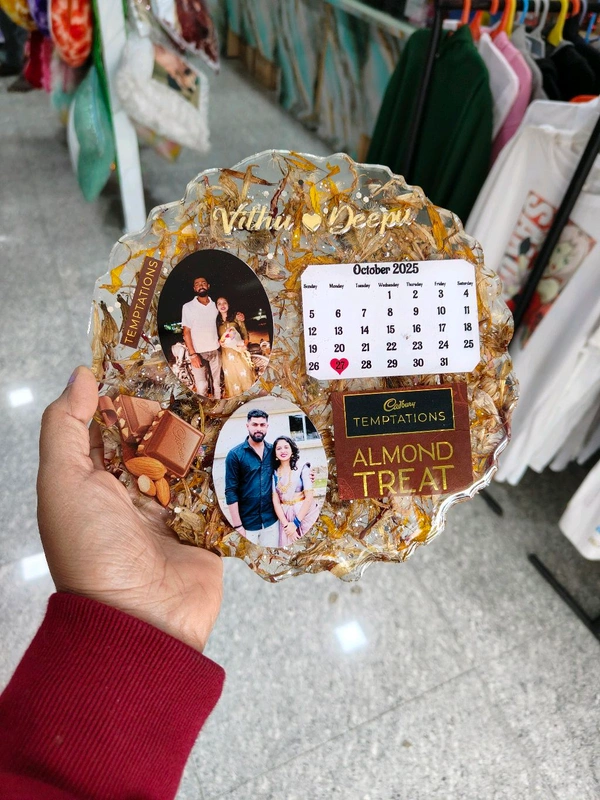 Vithu Deepu
TEMPTATIONS
October 2025
Sunday Monday Tuesday Wednesday Thursday Friday Saturday
1 2 3 4
5 6 7 8 9 10 11
12 13 14 15 16 17 18
19 20 21 22 23 24 25
26 27 28 29 30 31
Cadbury
TEMPTATIONS
ALMOND
TREAT